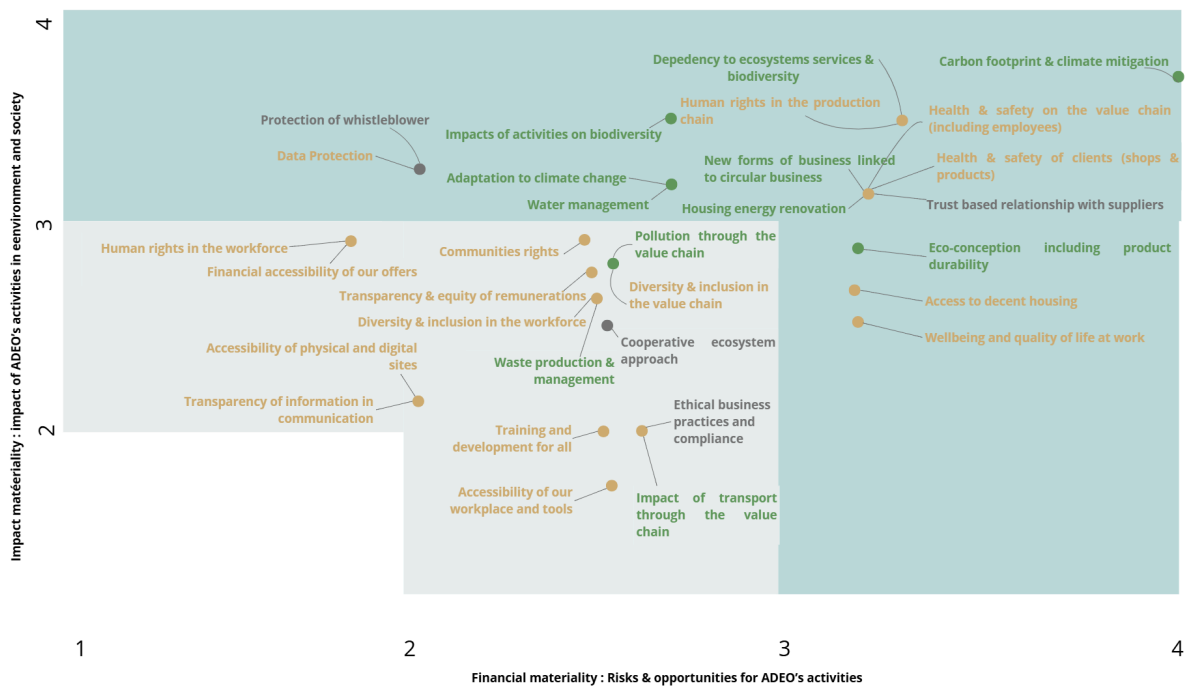 4
Depedency to ecosystems services &
biodiversity
Carbon footprint & climate mitigation
Human rights in the production
chain
Health & safety on the value chain
(including employees)
Protection of whistleblower
Impacts of activities on biodiversity
Data Protection
New forms of business linked
to circular business
Health & safety of clients (shops &
products)
Adaptation to climate change
Water management
Housing energy renovation
Trust based relationship with suppliers
3
Human rights in the workforce
Financial accessibility of our offers
Communities rights
Pollution through the
value chain
Eco-conception including product
durability
Transparency & equity of remunerations
Diversity & inclusion in
the value chain
Access to decent housing
Diversity & inclusion in the workforce
Cooperative ecosystem
approach
Wellbeing and quality of life at work
Accessibility of physical and digital
sites
Waste production &
management
Transparency of information in
communication
Ethical business
practices and
compliance
2
Training and
development for all
Accessibility of our
workplace and tools
Impact of transport
through the value
chain
Impact matéeriality : impact of ADEO’s activities in eenvironment and society
1
2
3
4
Financial materiality : Risks & opportunities for ADEO’s activities